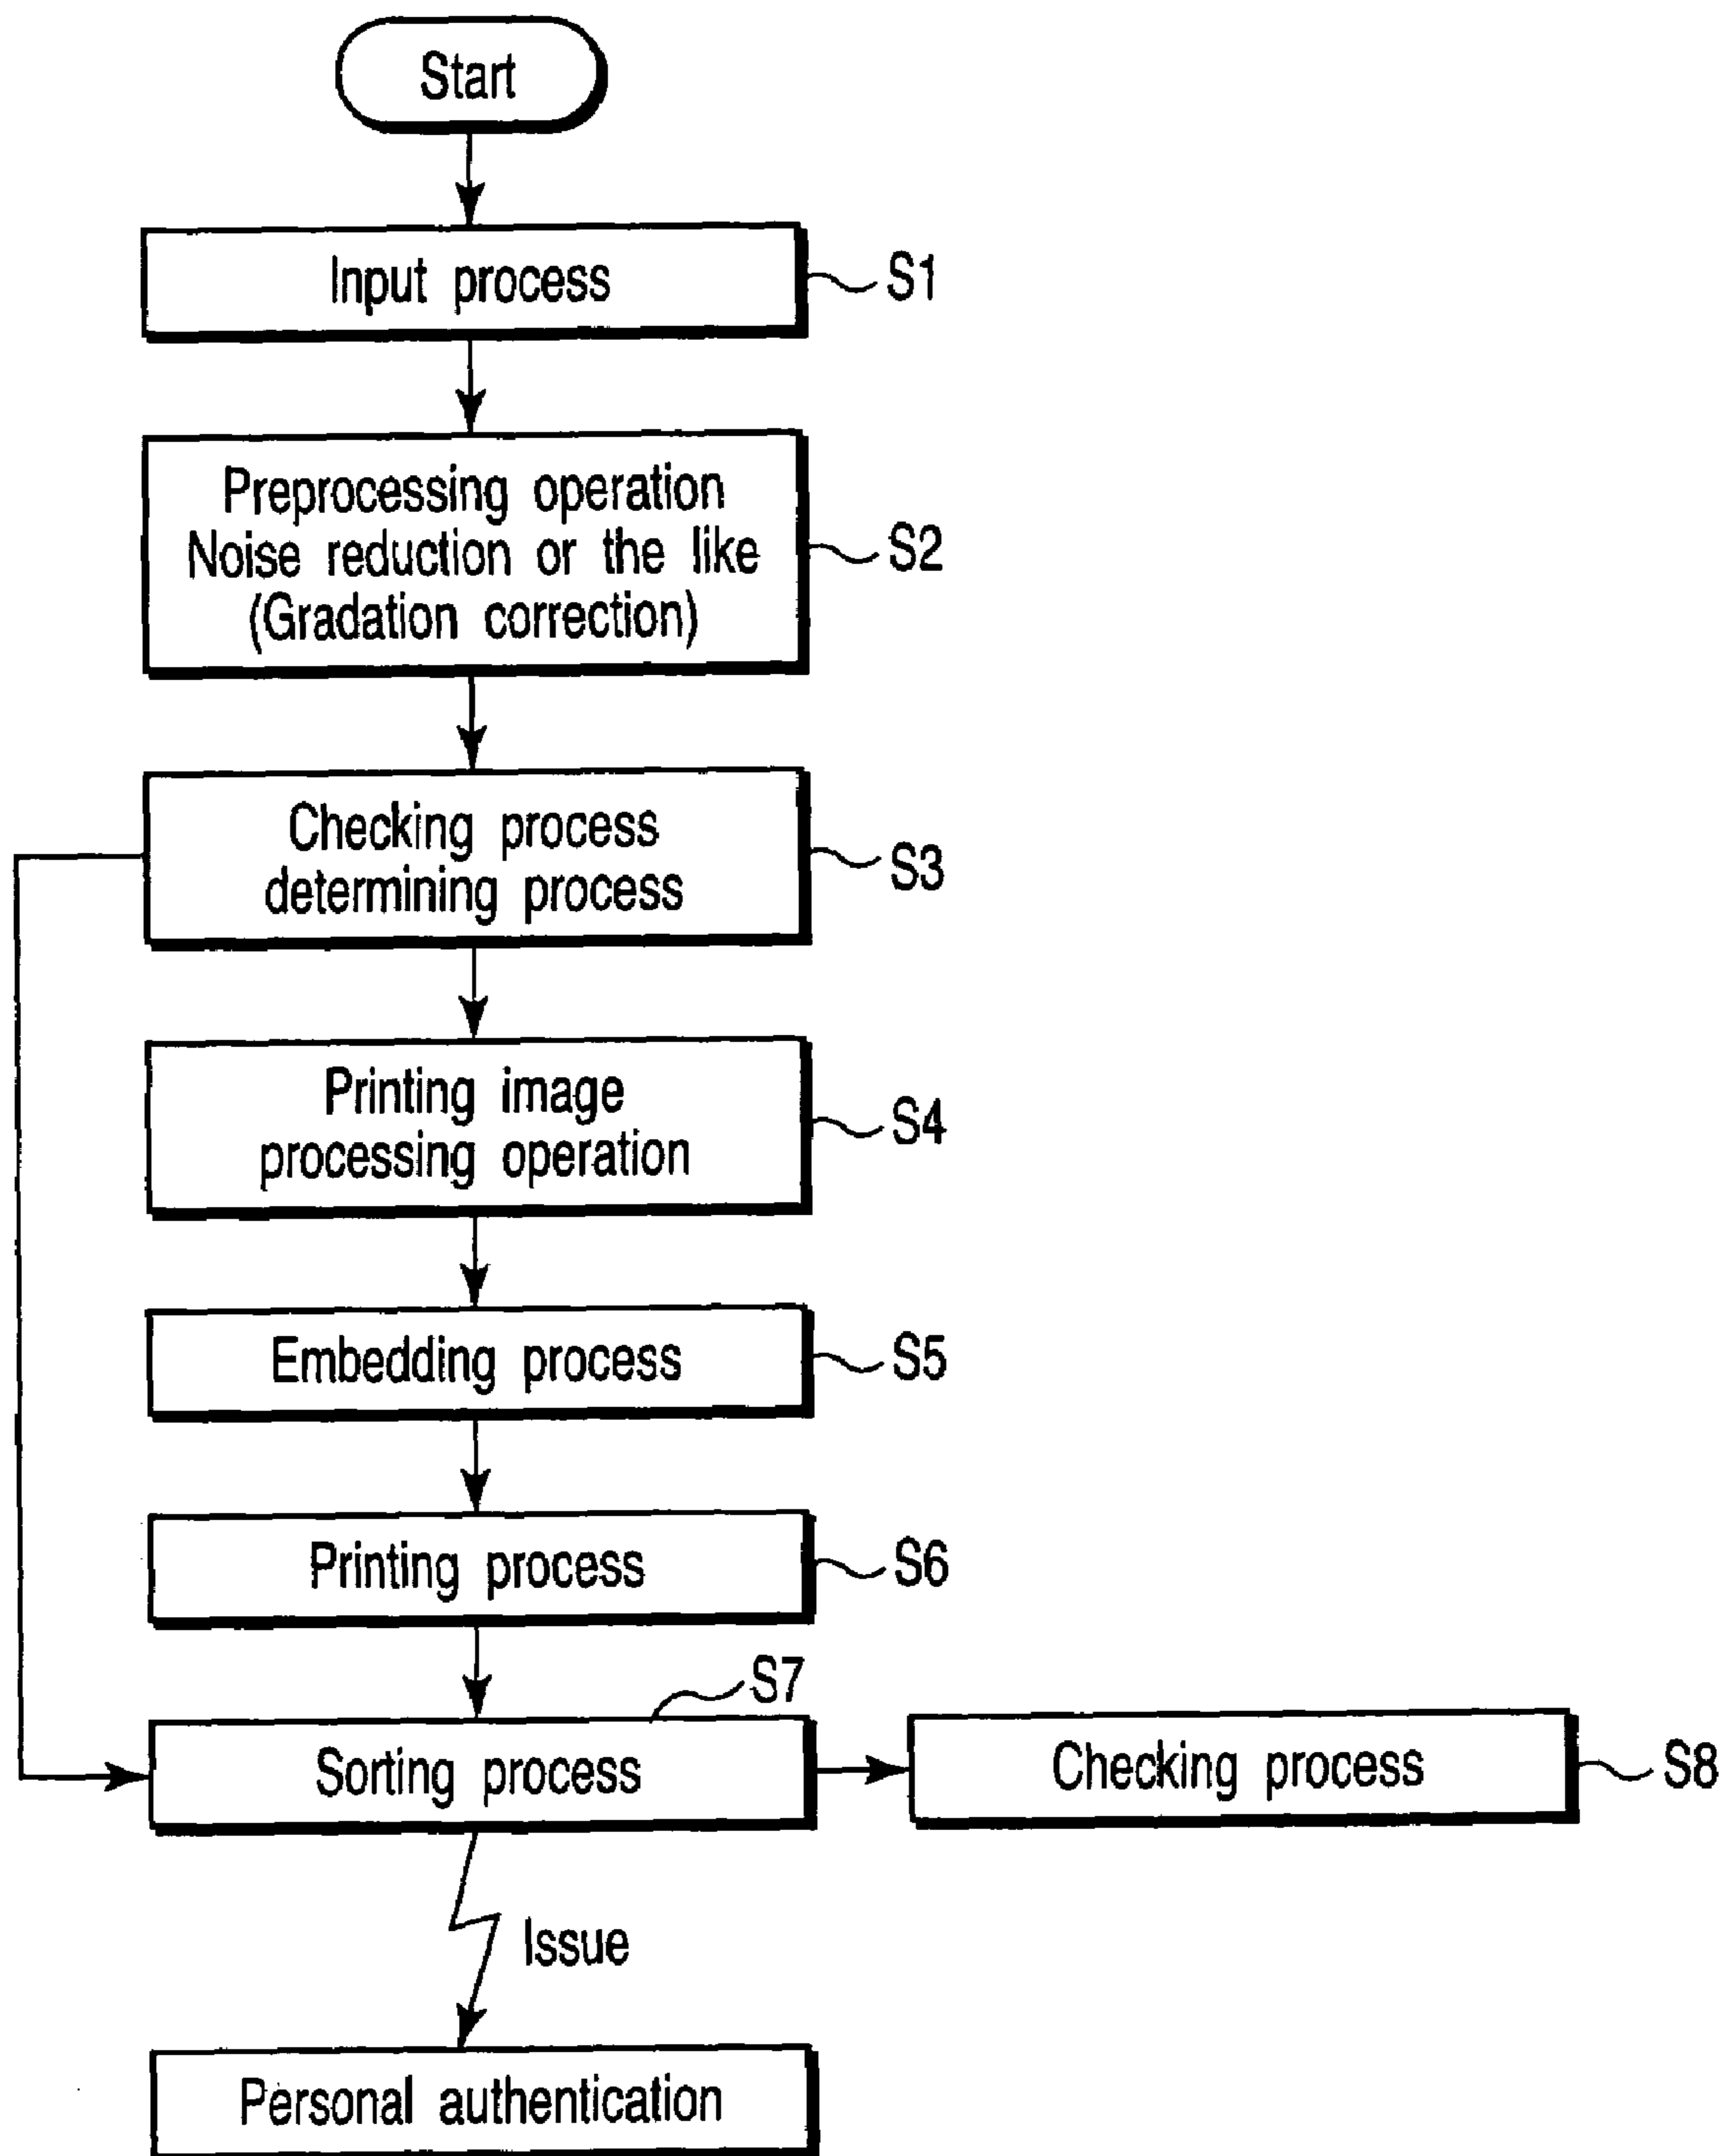 Start
Input process
S1
Preprocessing operation
Noise reduction or the like
(Gradation correction)
S2
Checking process
determining process
S3
Printing image
processing operation
S4
Embedding process
S5
Printing process
S6
S7
Sorting process
Checking process
S8
Issue
Personal authentication